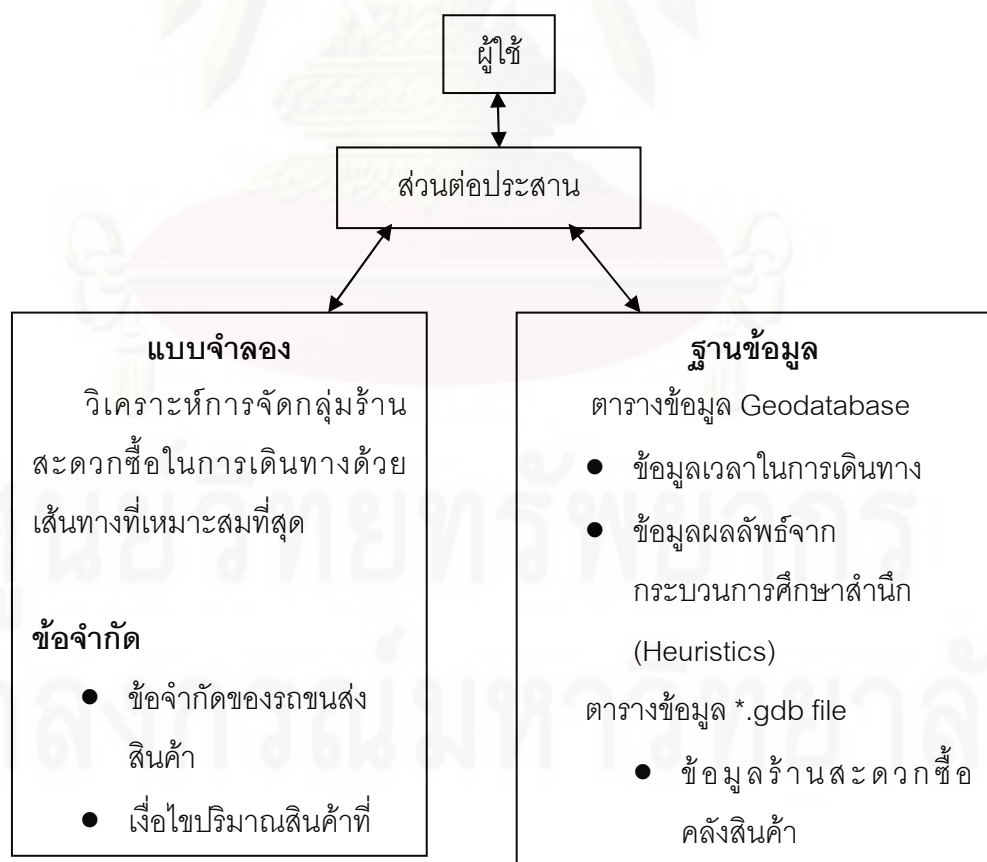 ผู้ใช้
ส่วนต่อประสาน
แบบจำลอง
วิเคราะห์การจัดกลุ่มร้าน
สะดวกซื้อในการเดินทางด้วย
เส้นทางที่เหมาะสมที่สุด
ข้อจำกัด
● ข้อจำกัดของรถขนส่ง
สินค้า
● เงื่อไขปริมาณสินค้าที่
ฐานข้อมูล
ตารางข้อมูล Geodatabase
● ข้อมูลเวลาในการเดินทาง
● ข้อมูลผลลัพธ์จาก
กระบวนการศึกษาสำนึก
(Heuristics)
ตารางข้อมูล *.gdb file
● ข้อมูลร้านสะดวกซื้อ
คลังสินค้า